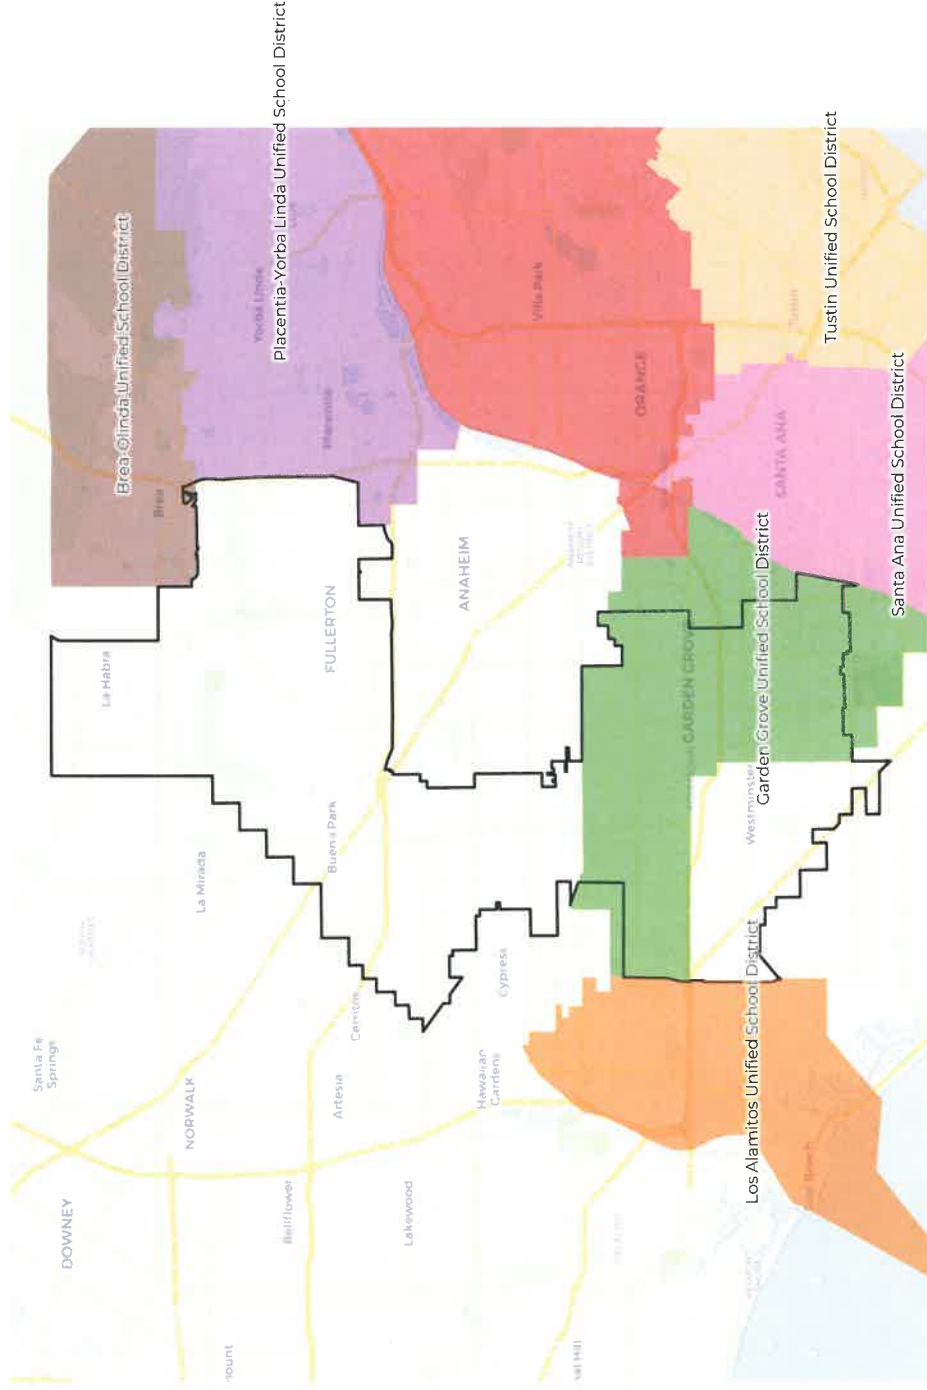 Brea-Olinda Unified School District
Placentia-Yorba Linda Unified School District
Tustin Unified School District
Santa Ana Unified School District
Garden Grove Unified School District
Los Alamitos Unified School District
Yorba Linda
Placentia
Brea
Villa Park
ORANGE
Tustin
SANTA ANA
La Habra
FULLERTON
ANAHEIM
GARDEN GROVE
Westminster
La Mirada
Buena Park
Cypress
Cerritos
Santa Fe
Springs
NORWALK
Artesia
Hawaiian
Gardens
DOWNEY
Bellflower
Lakewood
Beach